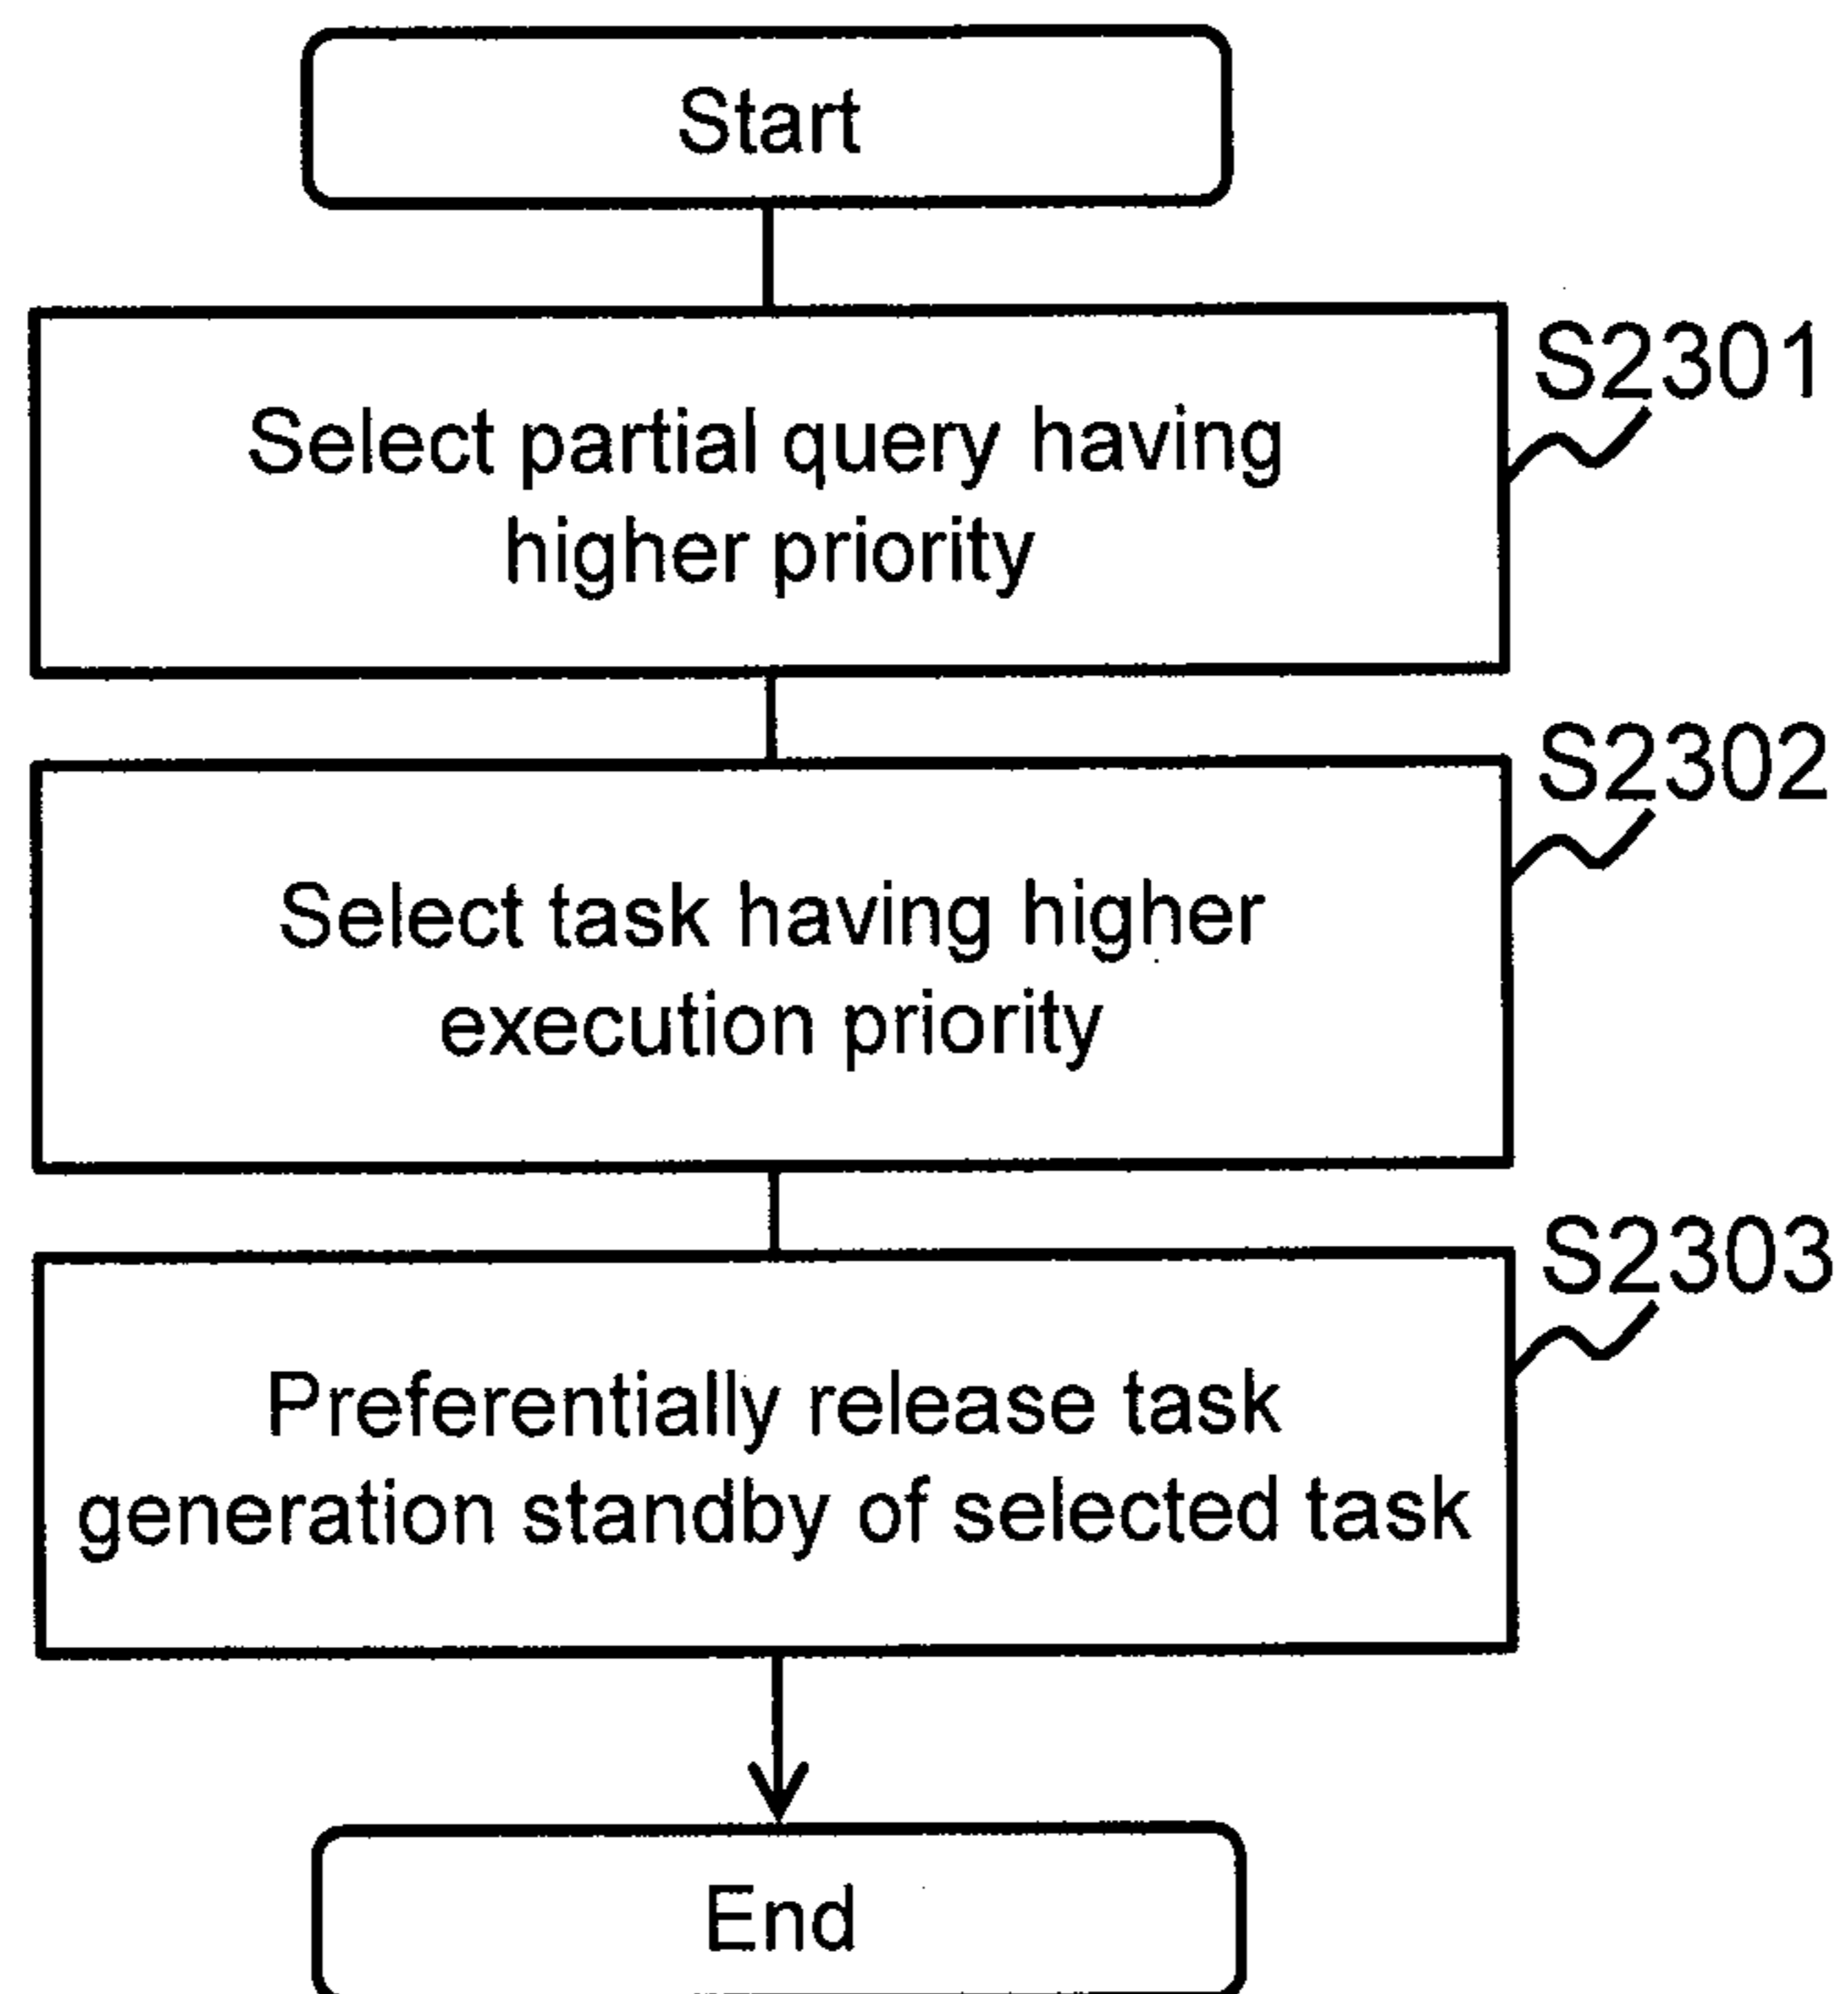 Start
S2301
Select partial query having
higher priority
S2302
Select task having higher
execution priority
S2303
Preferentially release task
generation standby of selected task
End